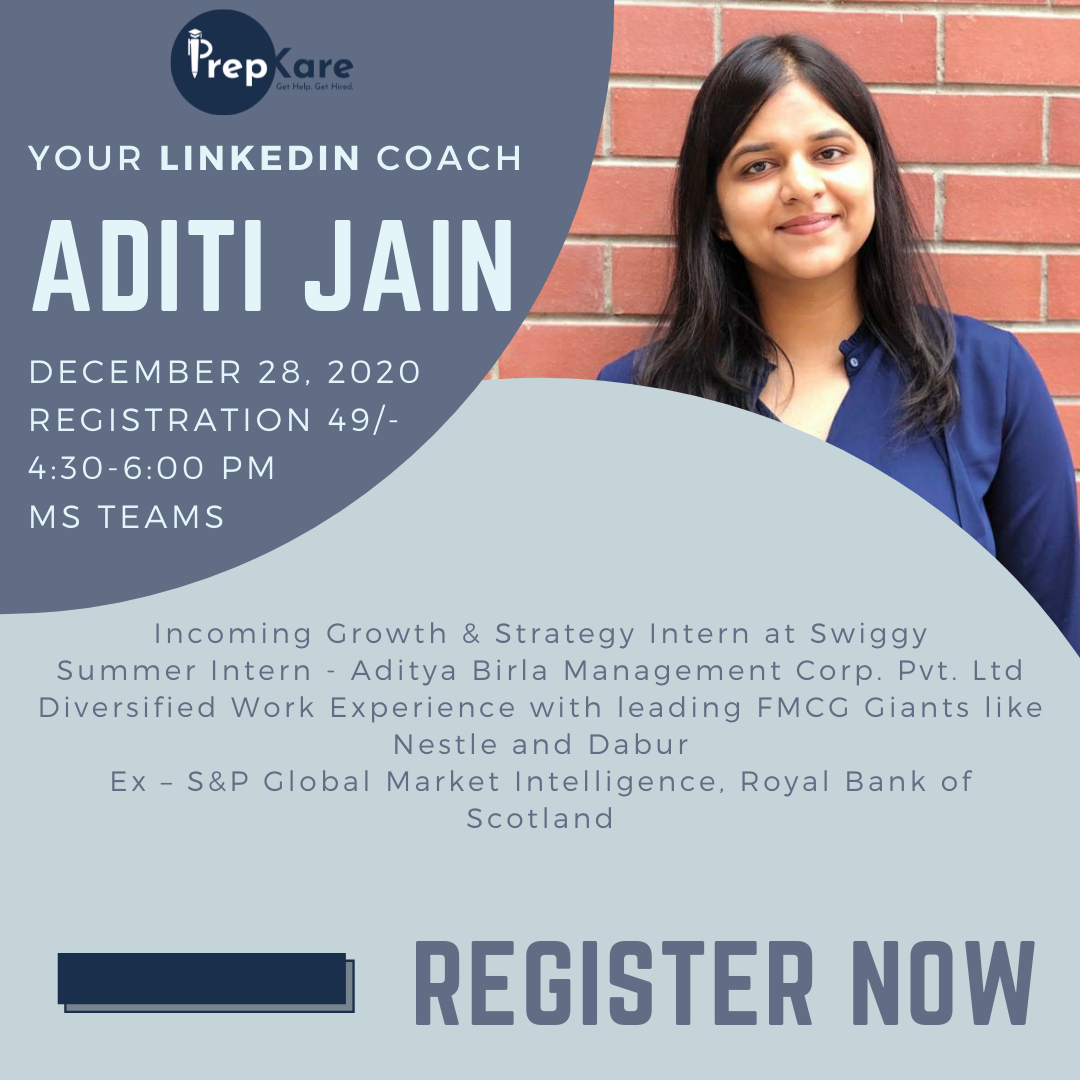 PrepKare
Get Help. Get Hired.
YOUR LINKEDIN COACH
ADITI JAIN
DECEMBER 28, 2020
REGISTRATION 49/-
4:30-6:00 PM
MS TEAMS
Incoming Growth & Strategy Intern at Swiggy
Summer Intern - Aditya Birla Management Corp. Pvt. Ltd
Diversified Work Experience with leading FMCG Giants like
Nestle and Dabur
Ex – S&P Global Market Intelligence, Royal Bank of
Scotland
REGISTER NOW